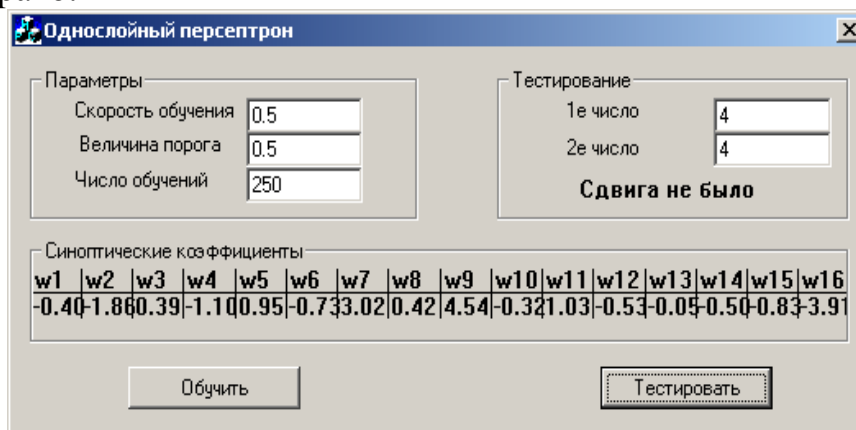 Однослойный персептрон
Параметры
Скорость обучения 0.5
Величина порога 0.5
Число обучений 250
Тестирование
1е число 4
2е число 4
Сдвига не было
Синоптические коэффициенты
w1 |w2 |w3 |w4 |w5 |w6 |w7 |w8 |w9 |w10|w11|w12|w13|w14|w15|w16
-0.40|-1.86|0.39|-1.10|0.95|-0.73|3.02|0.42|4.54|-0.32|1.03|-0.53|-0.05|-0.50|-0.83|-3.91
Обучить
Тестировать